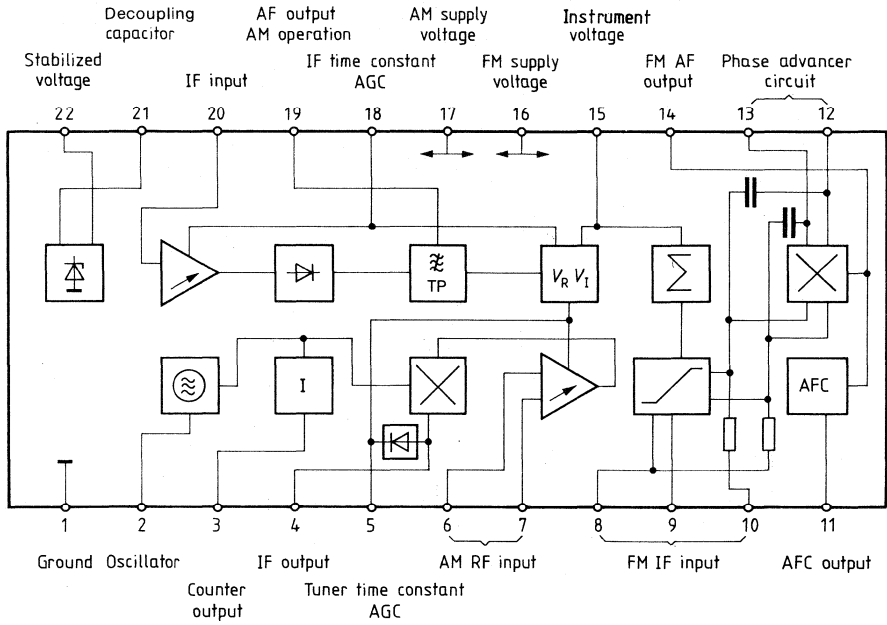 Decoupling
capacitor
AF output
AM operation
AM supply
voltage
Instrument
voltage
Stabilized
voltage
IF input
IF time constant
AGC
FM supply
voltage
FM AF
output
Phase advancer
circuit
22 21 20 19 18 17 16 15 14 13 12
TP
VR VI
I
AFC
1 2 3 4 5 6 7 8 9 10 11
Ground Oscillator IF output AM RF input FM IF input AFC output
Counter
output
Tuner time constant
AGC